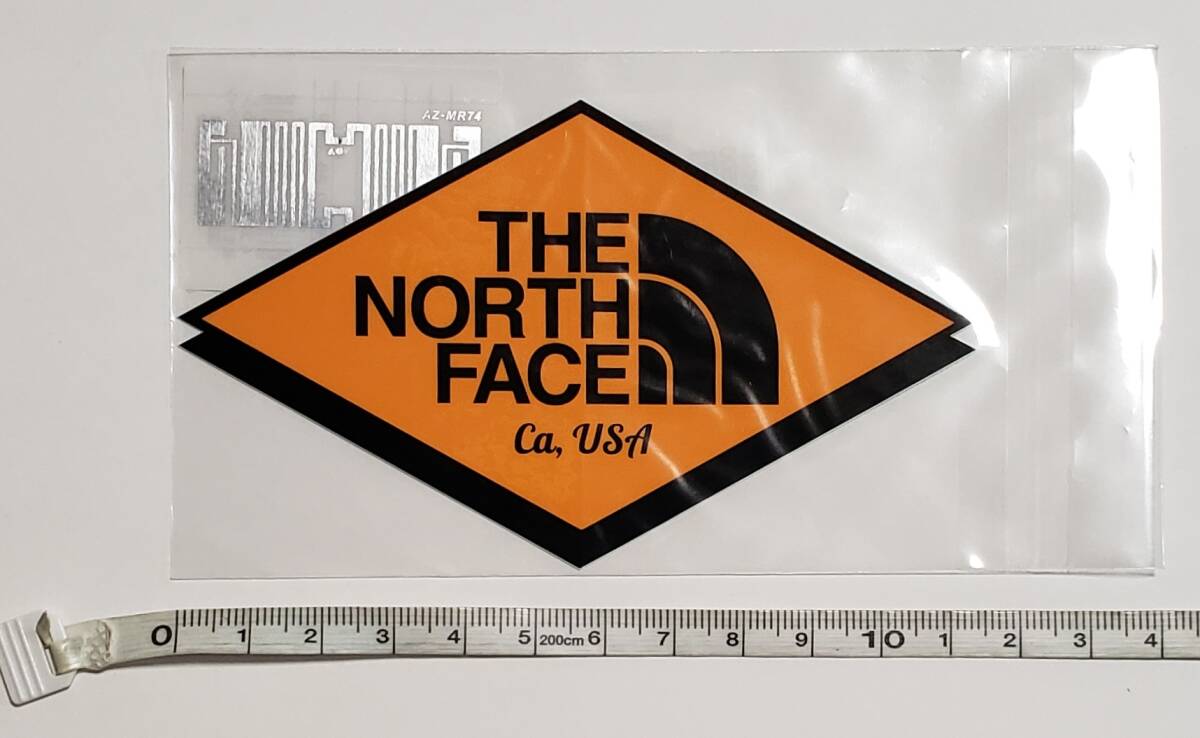 AZ-MR74
THE
NORTH
FACE
Ca, USA
0 1 2 3 4 5 200cm 6 7 8 9 10 1 2 3 4